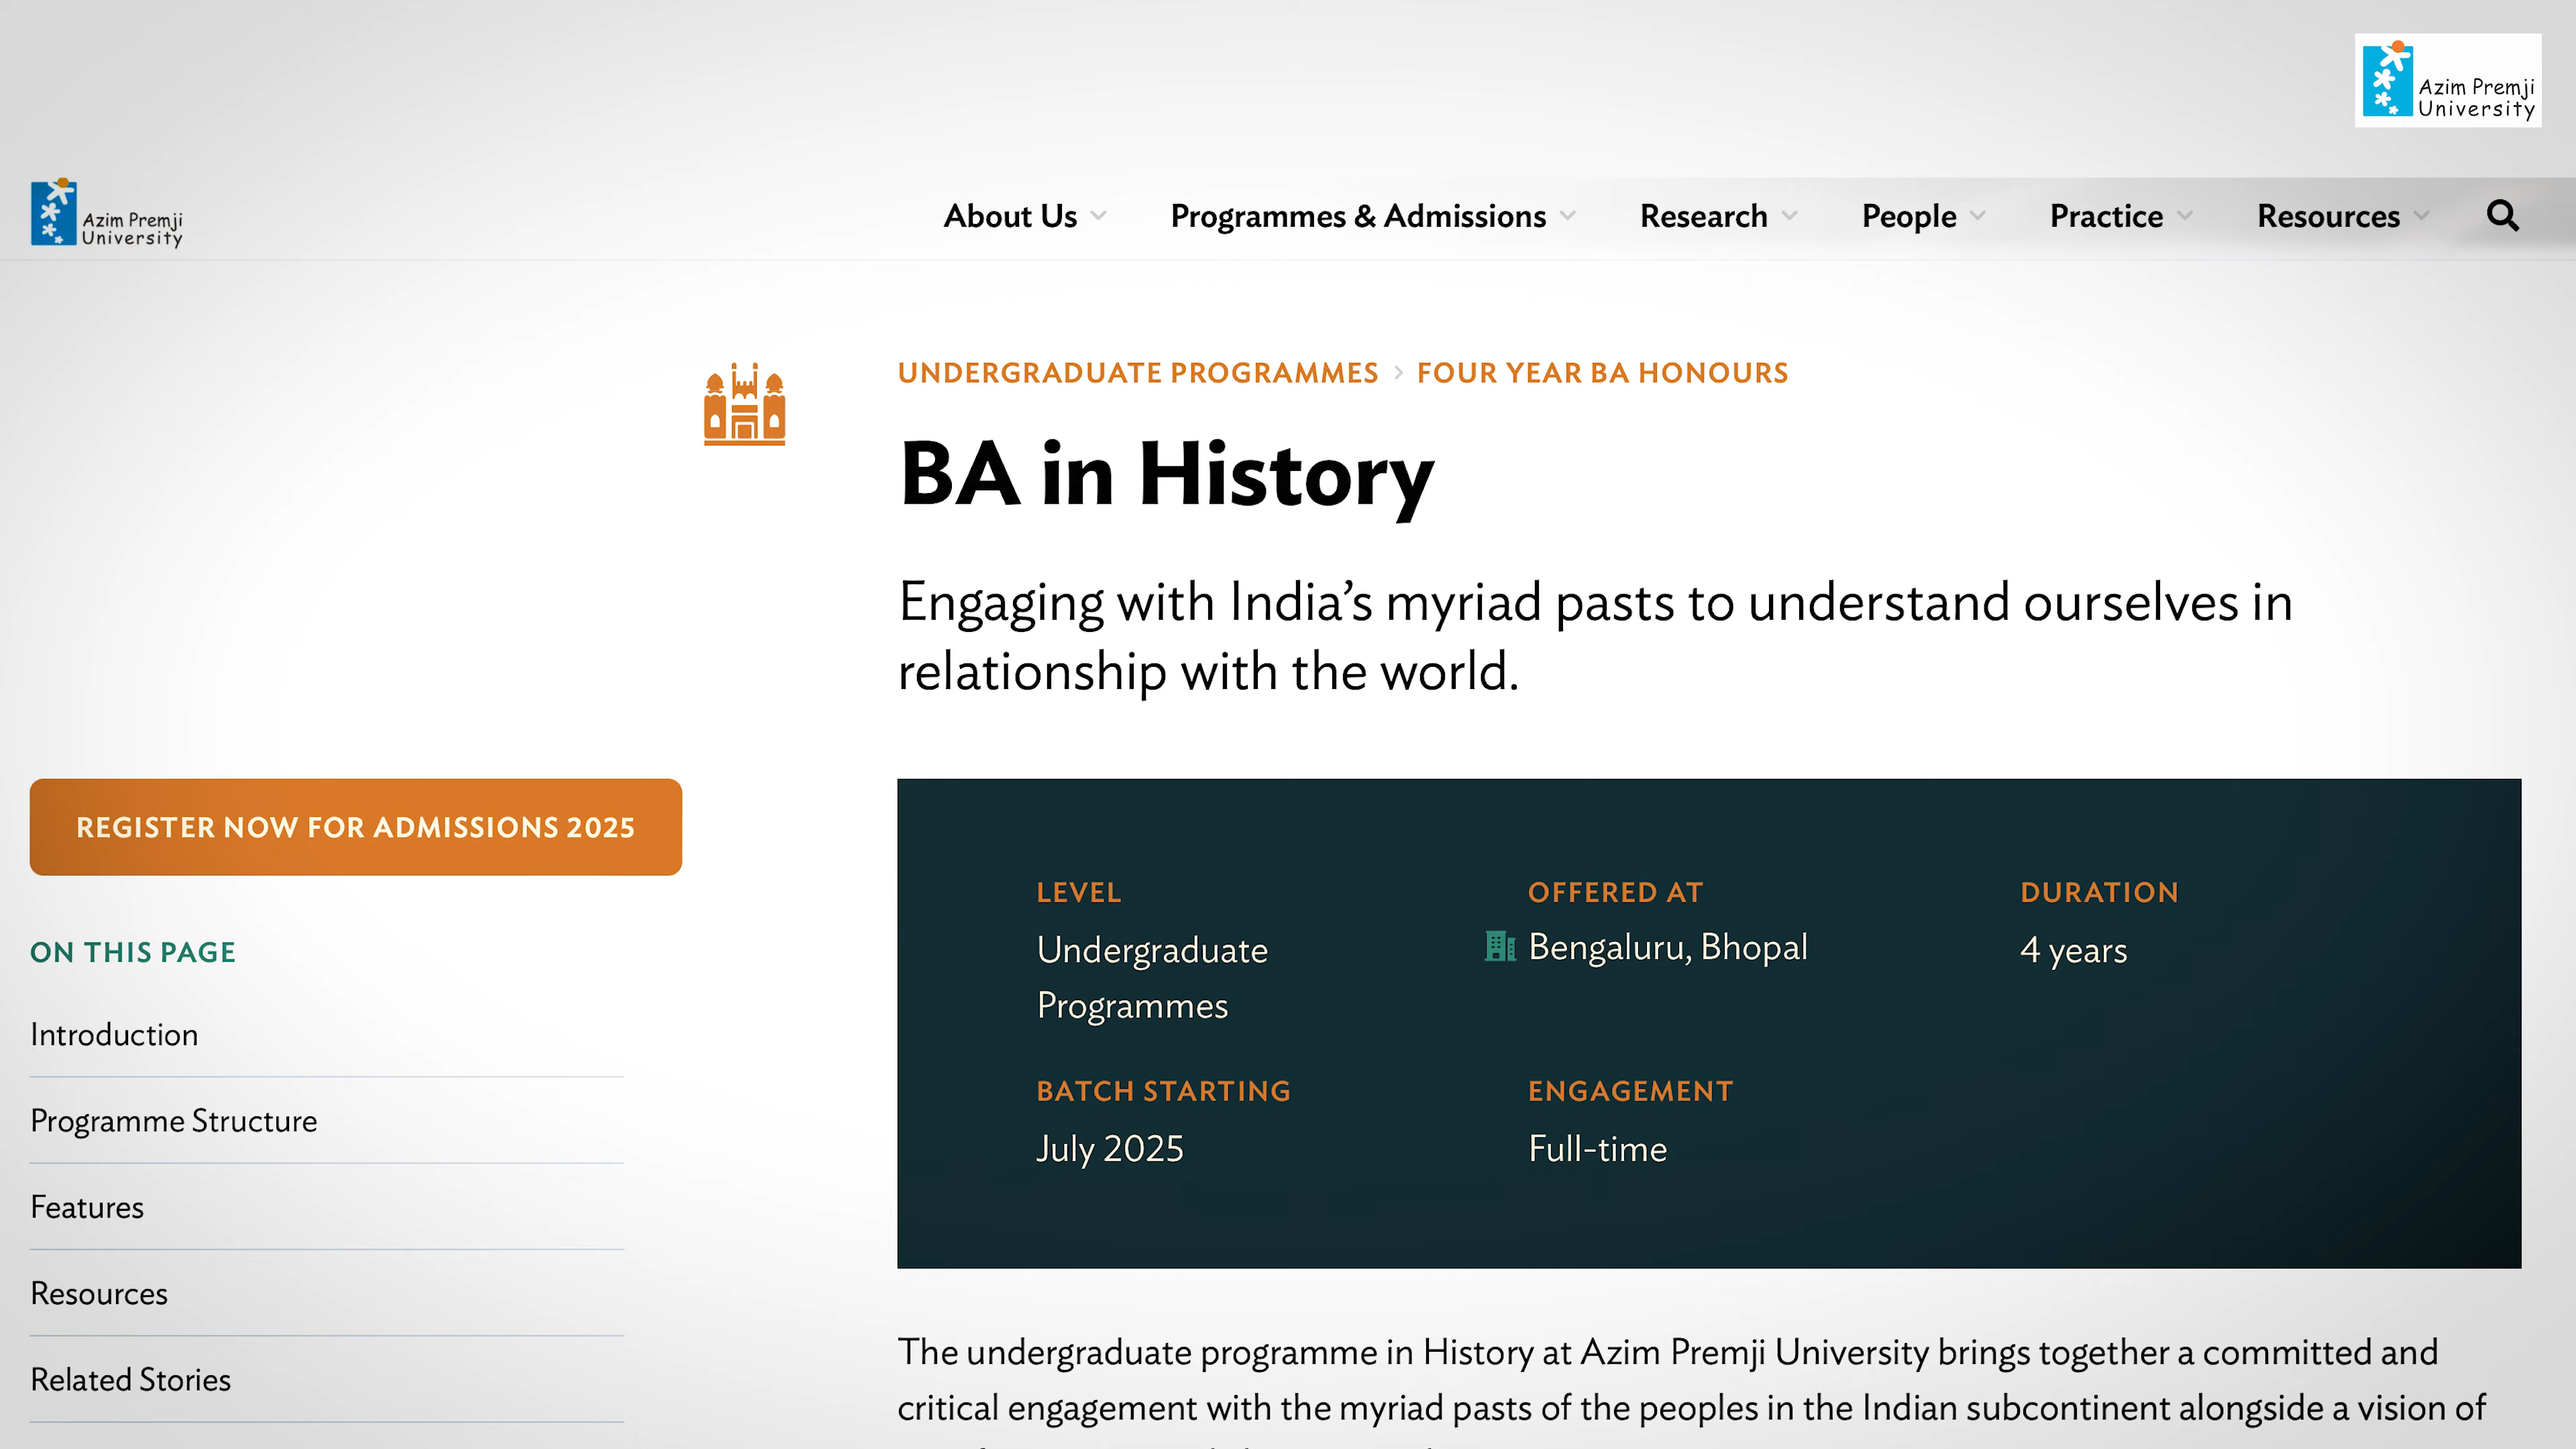 Azim Premji
University
Azim Premji
University
About Us
Programmes & Admissions
Research
People
Practice
Resources
UNDERGRADUATE PROGRAMMES > FOUR YEAR BA HONOURS
BA in History
Engaging with India’s myriad pasts to understand ourselves in
relationship with the world.
REGISTER NOW FOR ADMISSIONS 2025
ON THIS PAGE
Introduction
Programme Structure
Features
Resources
Related Stories
LEVEL
Undergraduate
Programmes
OFFERED AT
Bengaluru, Bhopal
DURATION
4 years
BATCH STARTING
July 2025
ENGAGEMENT
Full-time
The undergraduate programme in History at Azim Premji University brings together a committed and
critical engagement with the myriad pasts of the peoples in the Indian subcontinent alongside a vision of